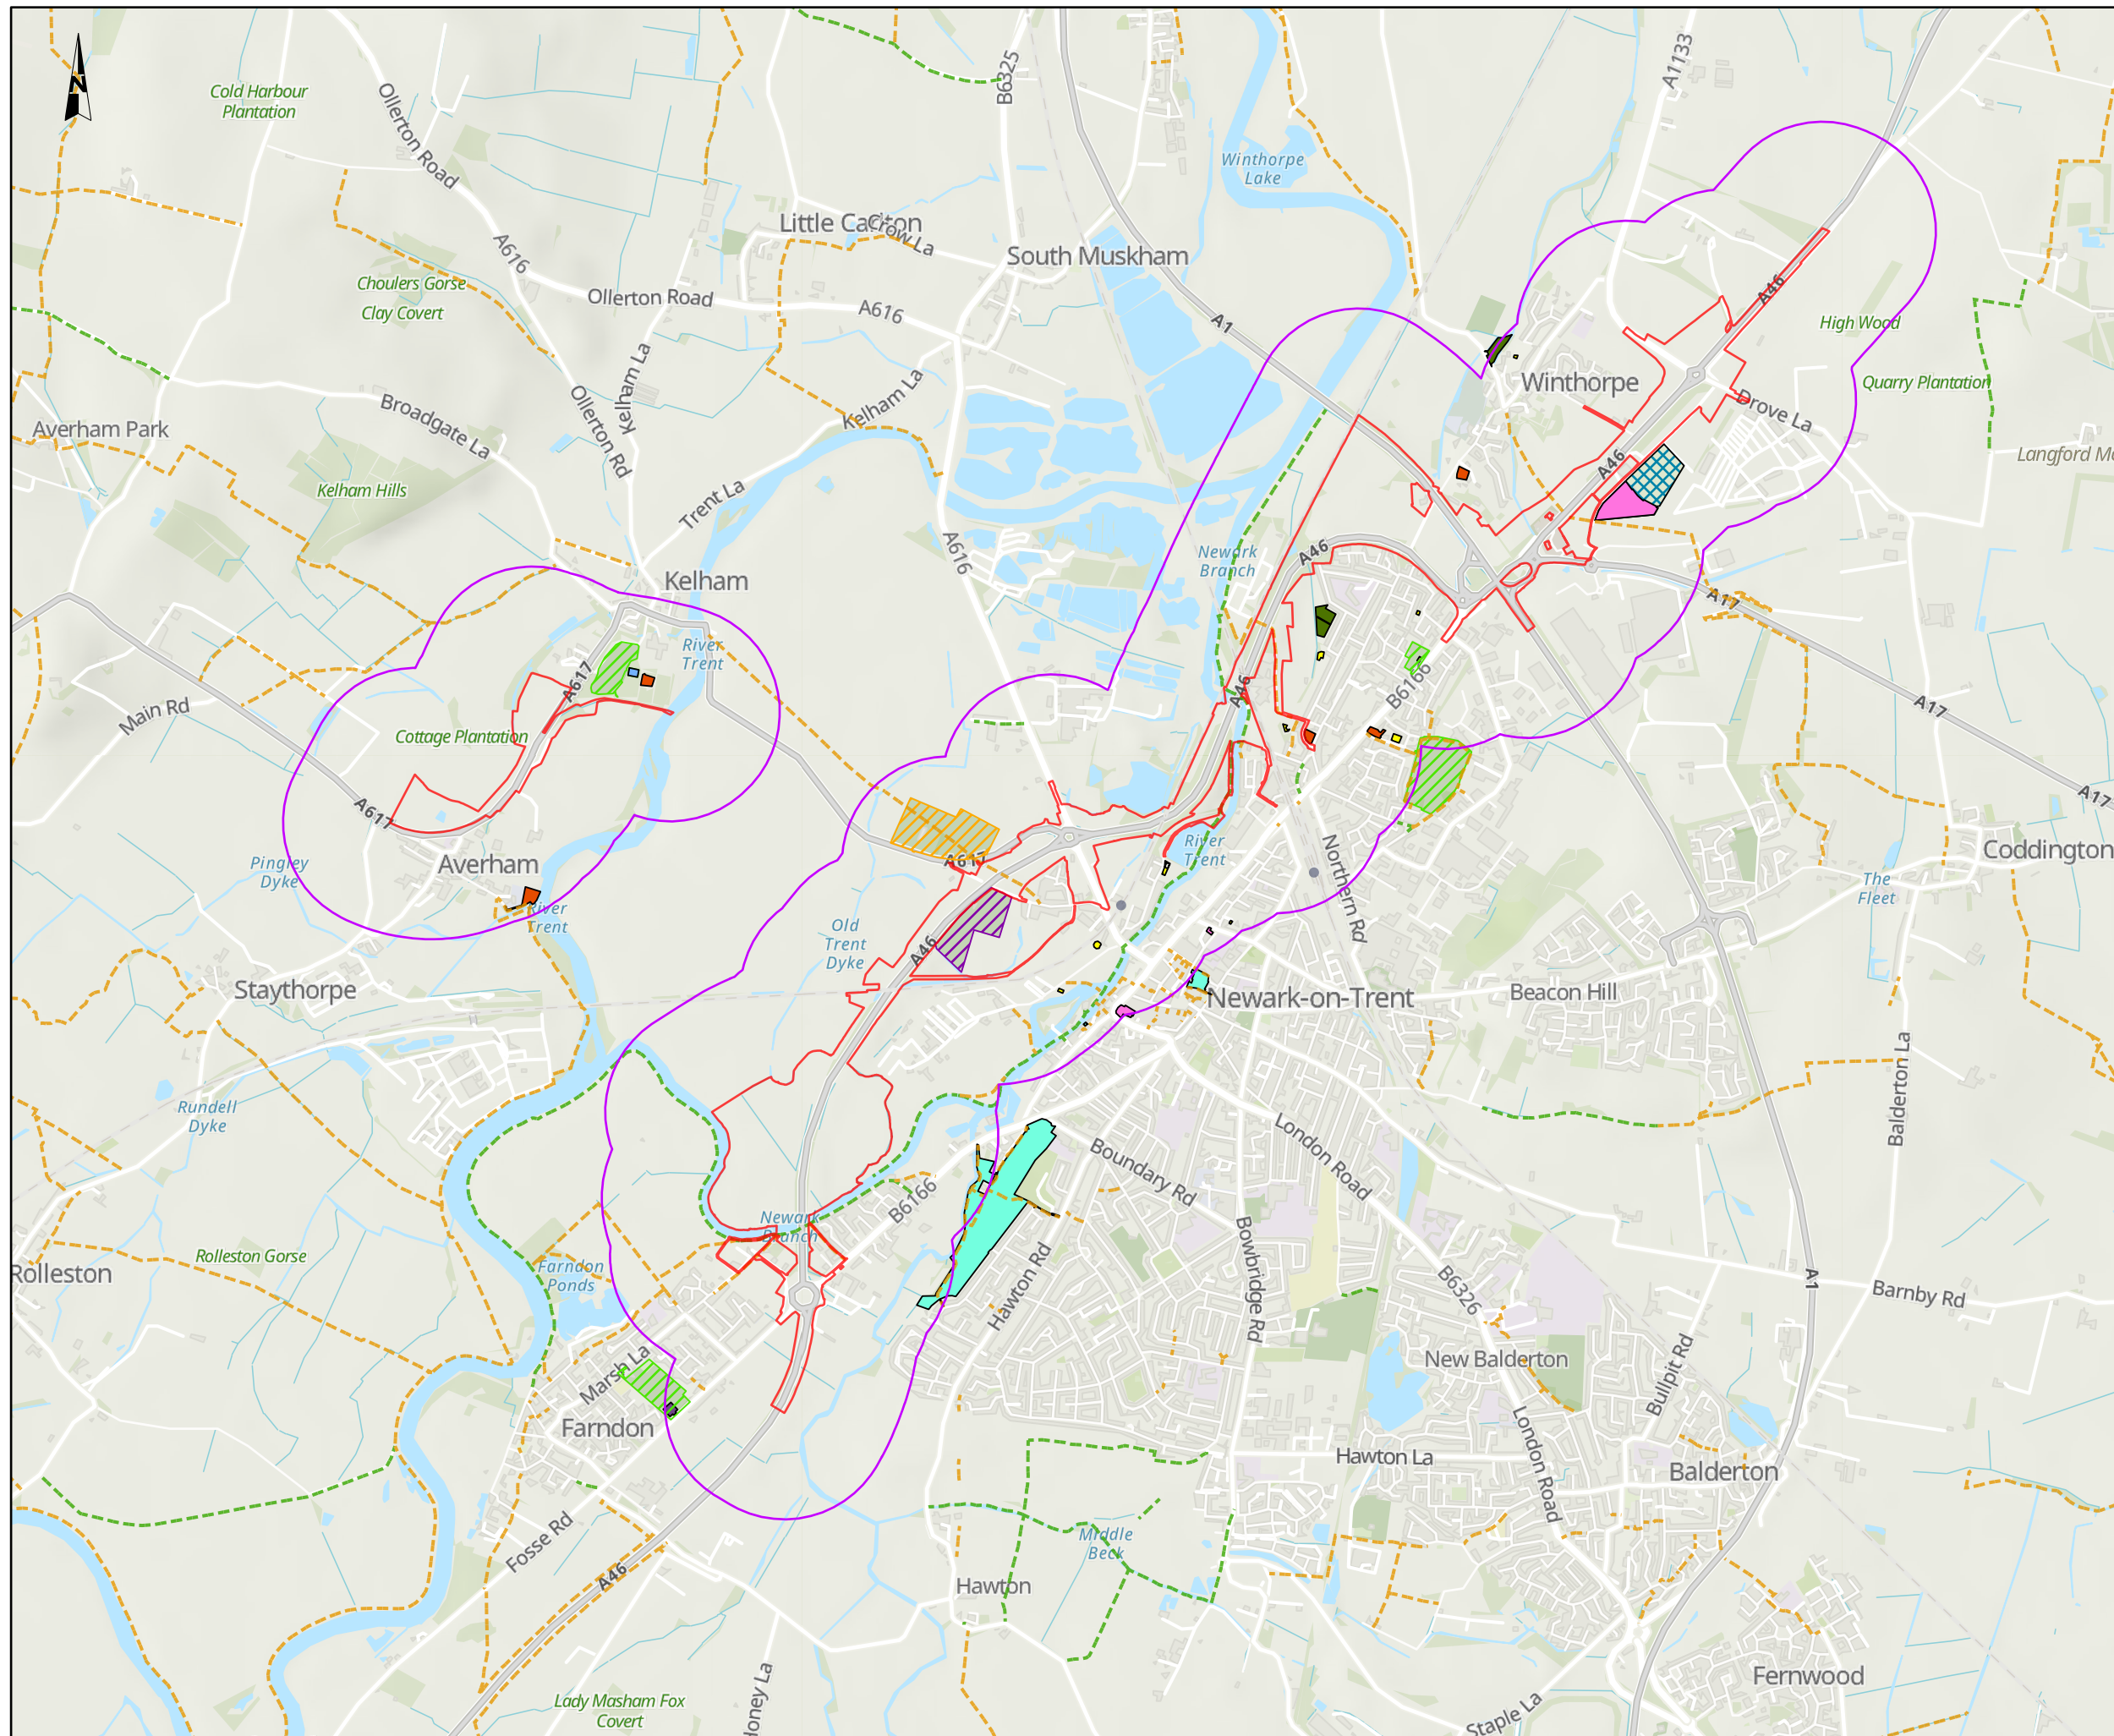 N
Cold Harbour
Plantation
Ollerton Road
B6325
A1133
Winthorpe
Lake
A616
Little Carlton
Crow La
South Muskham
Choulers Gorse
Clay Covert
Ollerton Road
A616
A1
A46
High Wood
Kelham La
Ollerton Rd
Kelham La
Broadgate La
Winthorpe
Quarry Plantation
Drove La
Averham Park
Kelham Hills
Trent La
A46
A616
Newark
Branch
A46
Kelham
River
Trent
A17
A617
B6166
A46
Main Rd
Cottage Plantation
A17
A17
A617
Pingley
Dyke
Averham
A617
River
Trent
Northern Rd
Coddington
The
Fleet
River
Trent
Old
Trent
Dyke
A46
Staythorpe
Newark-on-Trent
Beacon Hill
Rundell
Dyke
Balderton La
London Road
Boundary Rd
B6166
Newark
Branch
Rolleston Gorse
Rolleston
Farndon
Ponds
Hawton Rd
Bowbridge Rd
B6326
A1
Barnby Rd
Marsh La
New Balderton
Bullpit Rd
Farndon
Hawton La
London Road
Balderton
Fosse Rd
Middle
Beck
A46
Hawton
Fernwood
Lady Masham Fox
Covert
Staple La